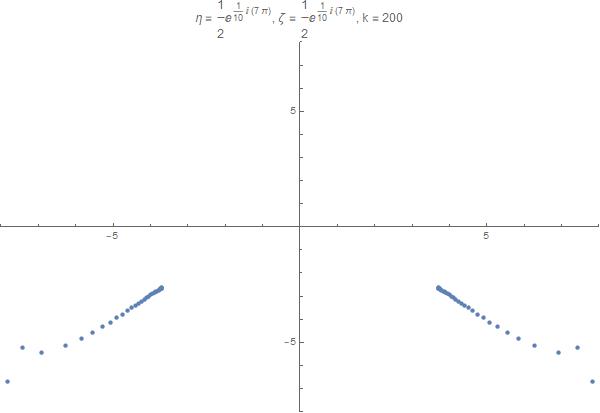 η = 1/2 e^{1/10 i (7 π)}, ζ = 1/2 e^{1/10 i (7 π)}, k = 200
5
-5
5
-5